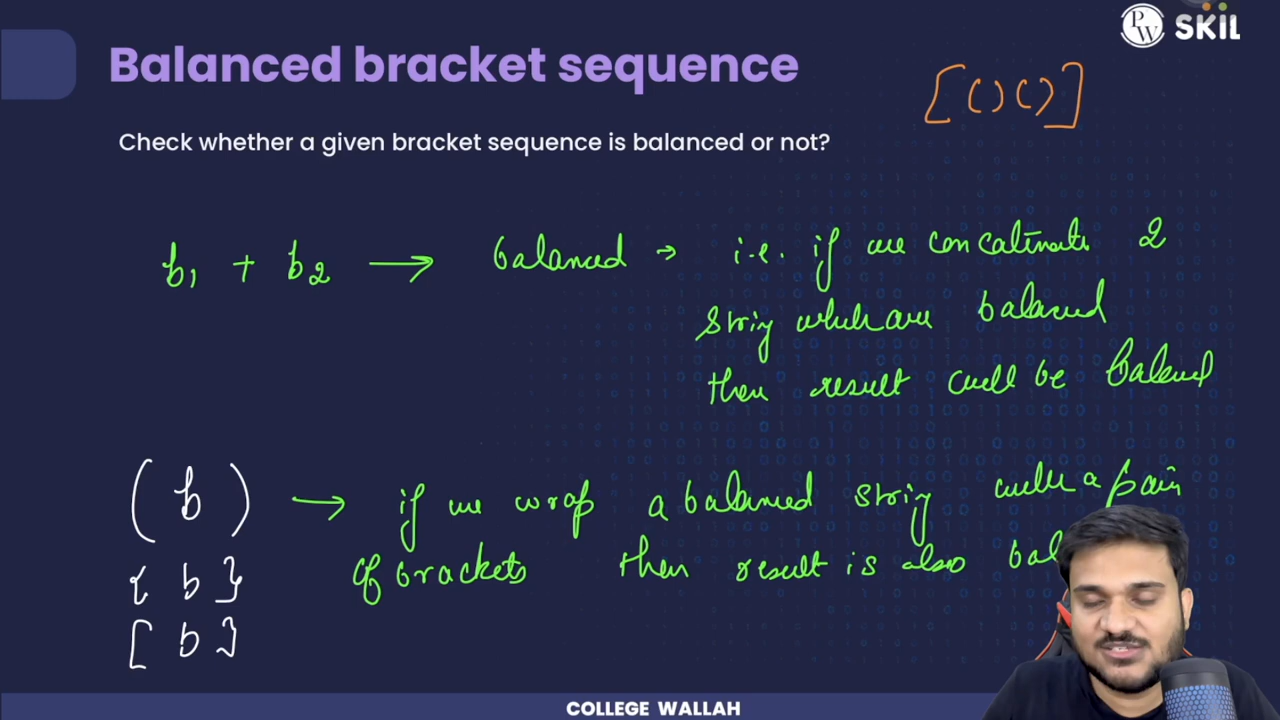 PW SKIL
Balanced bracket sequence
[ ( ) ( ) ]
Check whether a given bracket sequence is balanced or not?
b1 + b2 → balanced → i.e. if we concatinate 2
string which are balanced
then result will be balanced
( b ) → if we wrap a balanced string with a pair
of brackets then result is also bal
{ b }
[ b ]
COLLEGE WALLAH